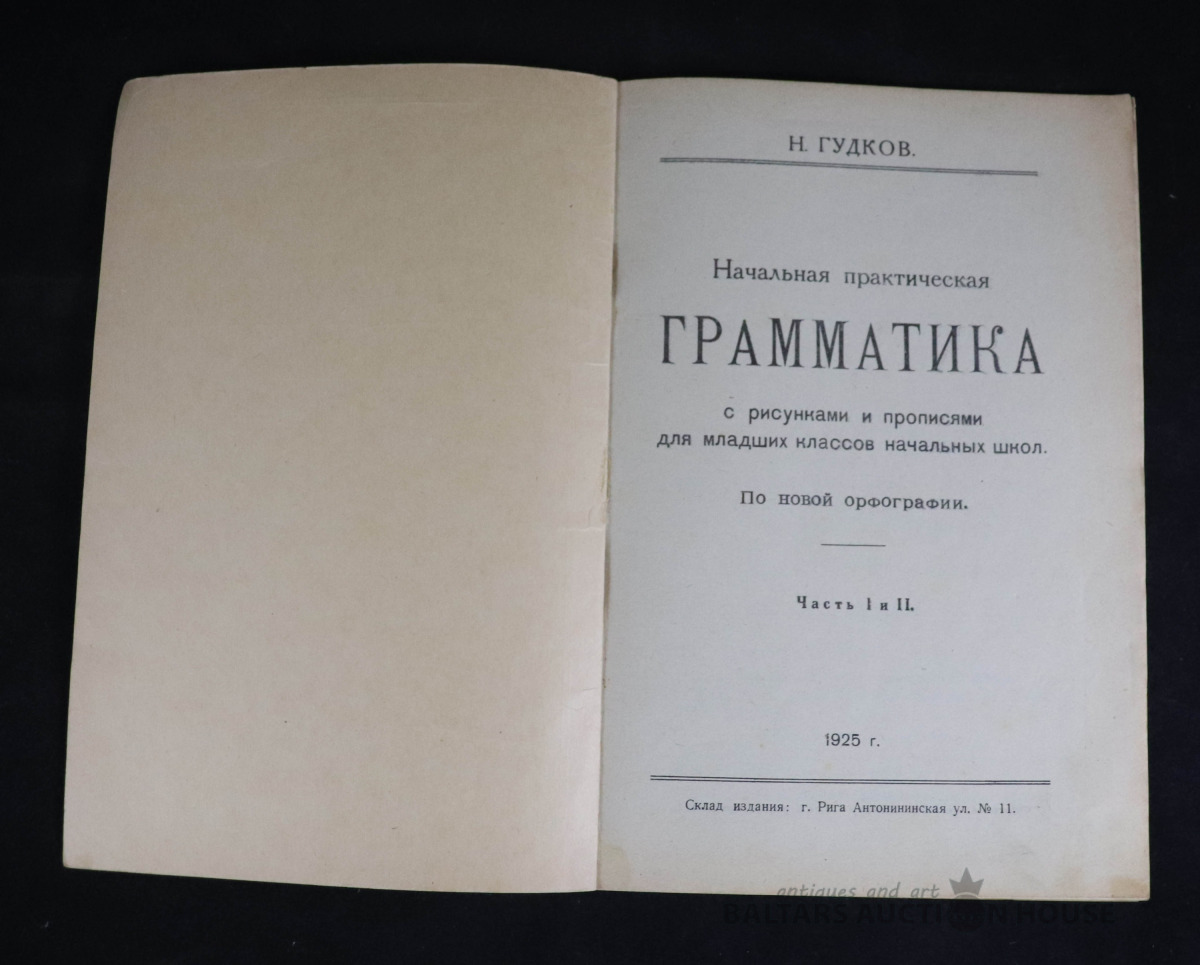 Н. ГУДКОВ.
Начальная практическая
ГРАММАТИКА
с рисунками и прописями
для младших классов начальных школ.
По новой орфографии.
Часть I и II.
1925 г.
Склад издания: г. Рига Антонининская ул. № 11.
antiques and art
BALTARS AUCTION HOUSE